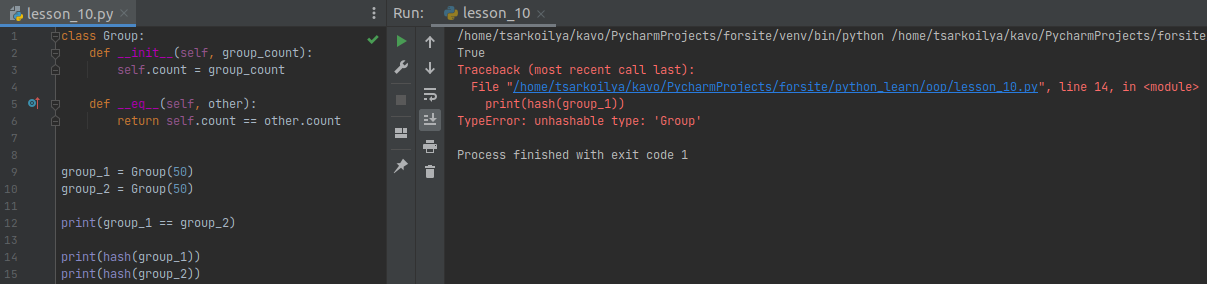 lesson_10.py
1 class Group:
2 def __init__(self, group_count):
3 self.count = group_count
4
5 def __eq__(self, other):
6 return self.count == other.count
7
8
9 group_1 = Group(50)
10 group_2 = Group(50)
11
12 print(group_1 == group_2)
13
14 print(hash(group_1))
15 print(hash(group_2))
Run: lesson_10
/home/tsarkoilya/kavo/PycharmProjects/forsite/venv/bin/python /home/tsarkoilya/kavo/PycharmProjects/forsite
True
Traceback (most recent call last):
File "/home/tsarkoilya/kavo/PycharmProjects/forsite/python_learn/oop/lesson_10.py", line 14, in <module>
print(hash(group_1))
TypeError: unhashable type: 'Group'
Process finished with exit code 1